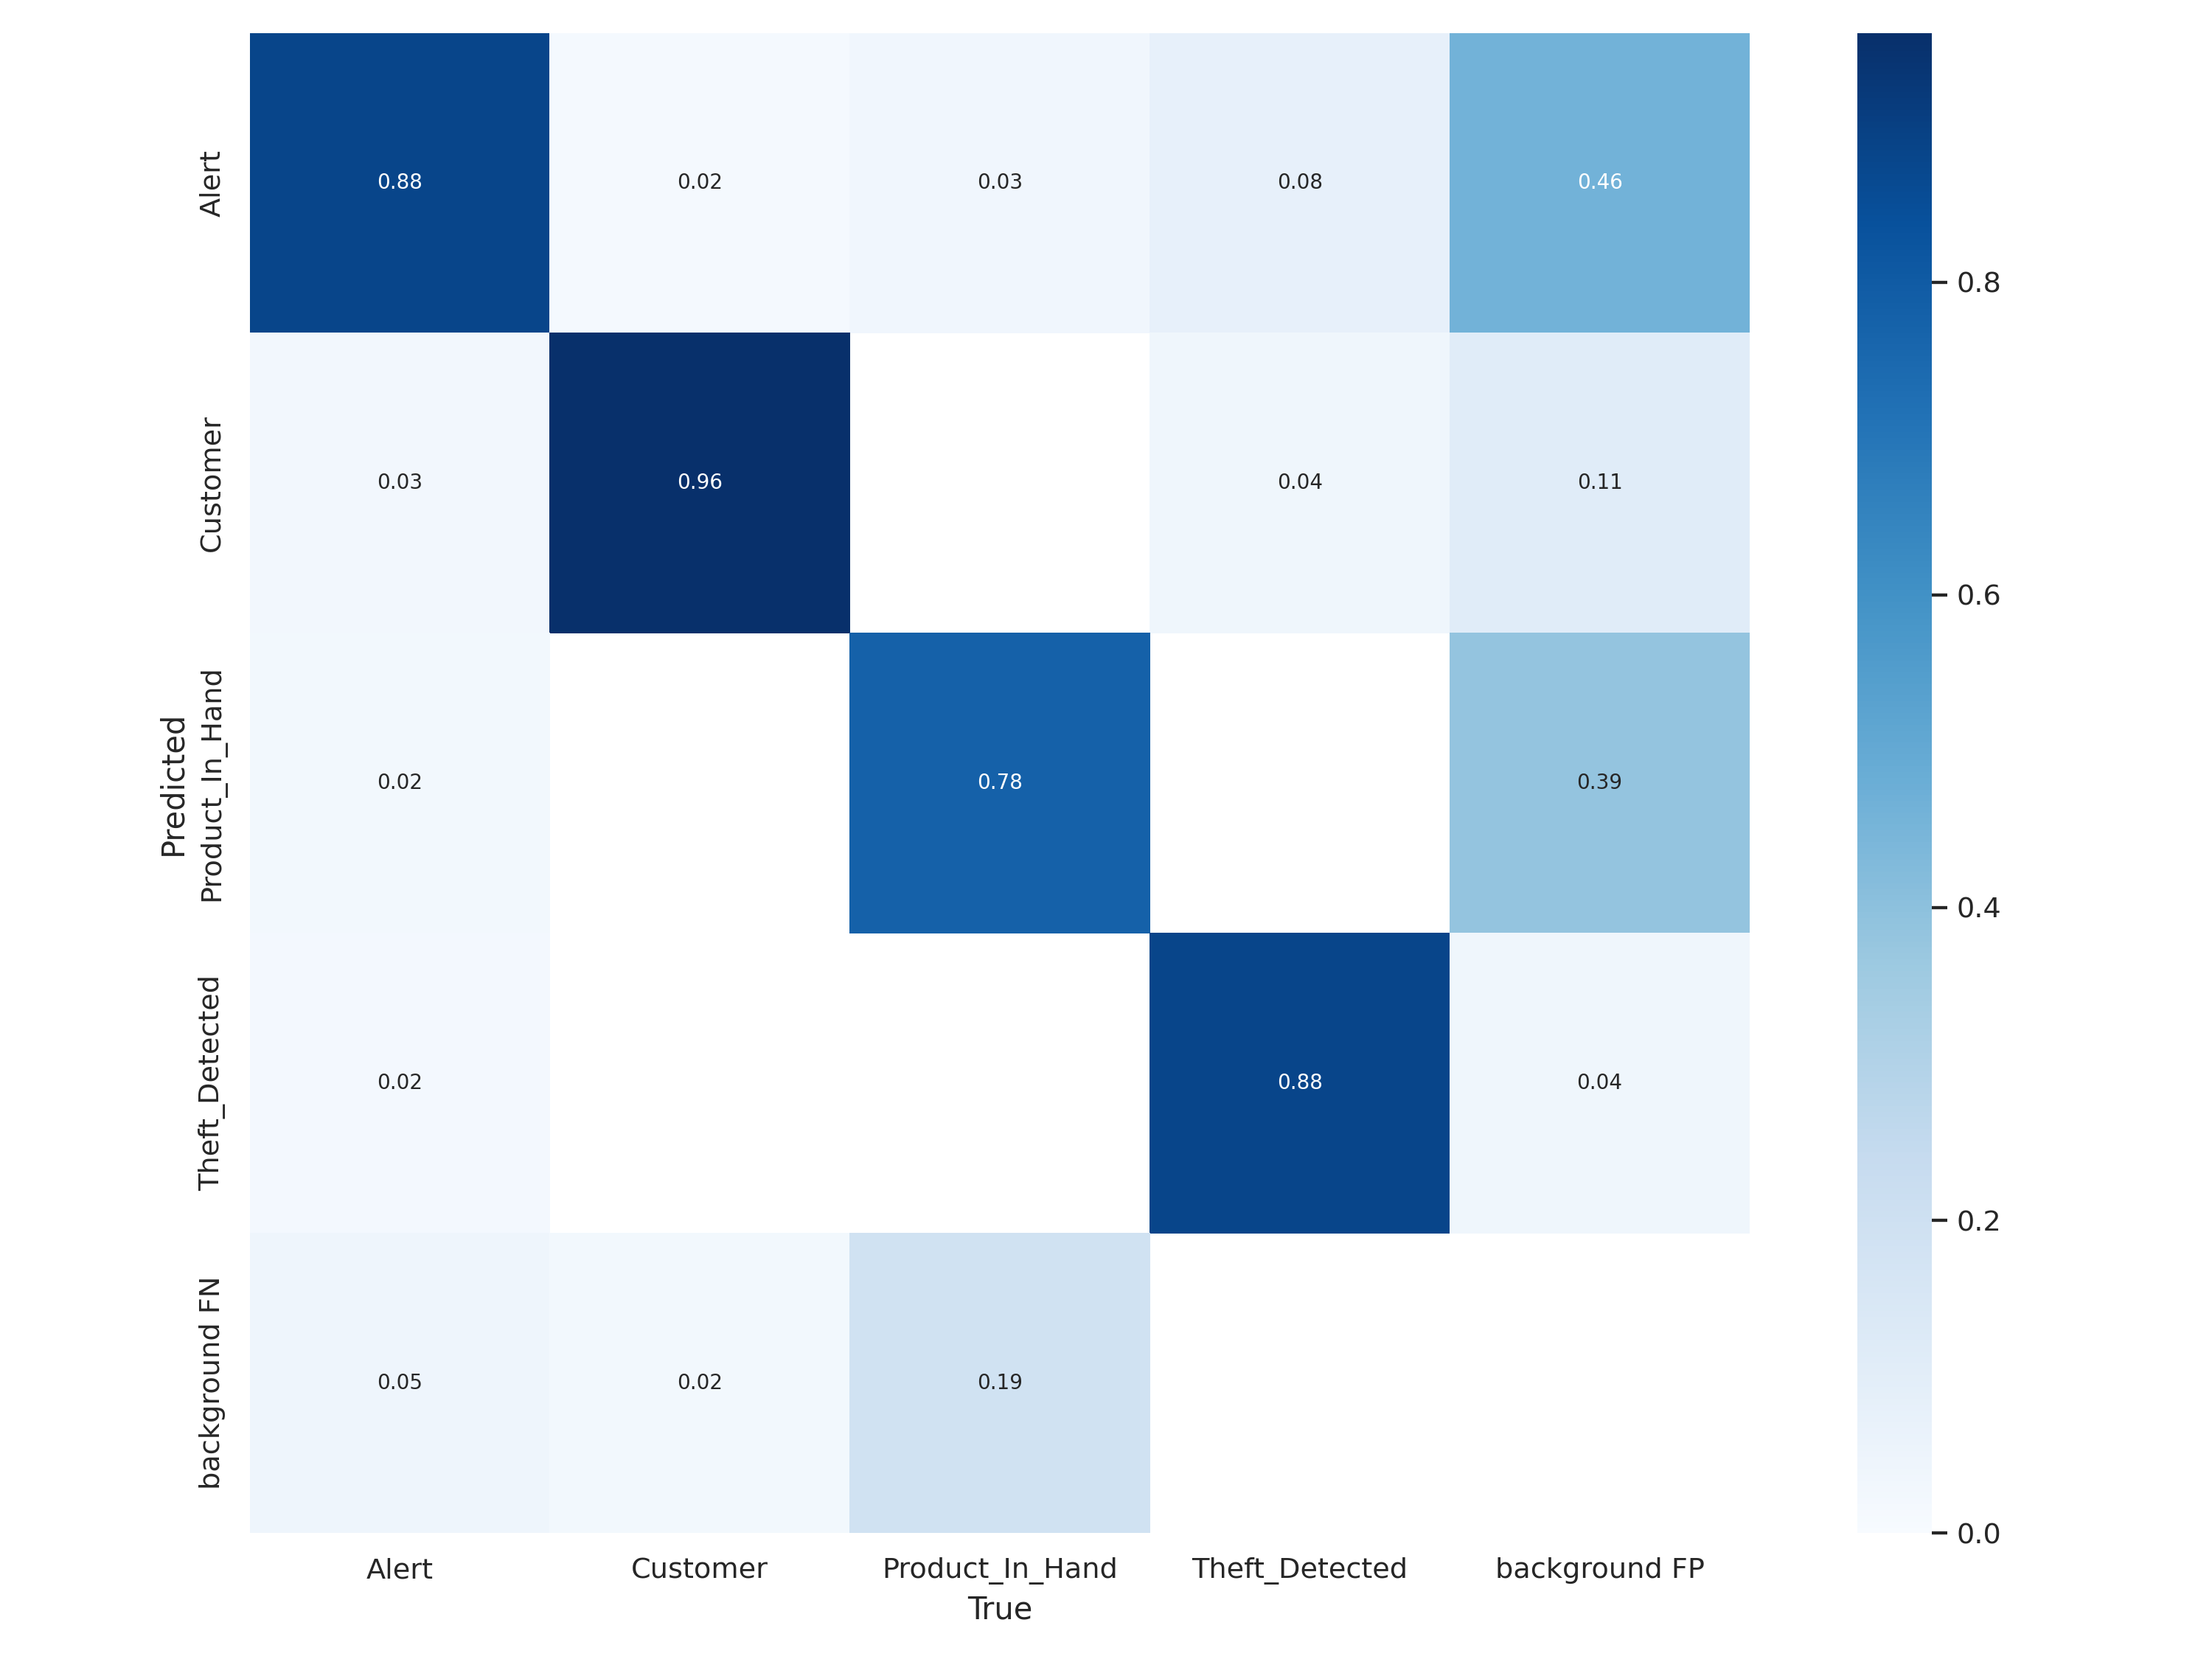 Alert 0.88 0.02 0.03 0.08 0.46
Customer 0.03 0.96 0.04 0.11
Product_In_Hand 0.02 0.78 0.39
Theft_Detected 0.02 0.88 0.04
background FN 0.05 0.02 0.19
Predicted
Alert Customer Product_In_Hand Theft_Detected background FP
True
0.8
0.6
0.4
0.2
0.0